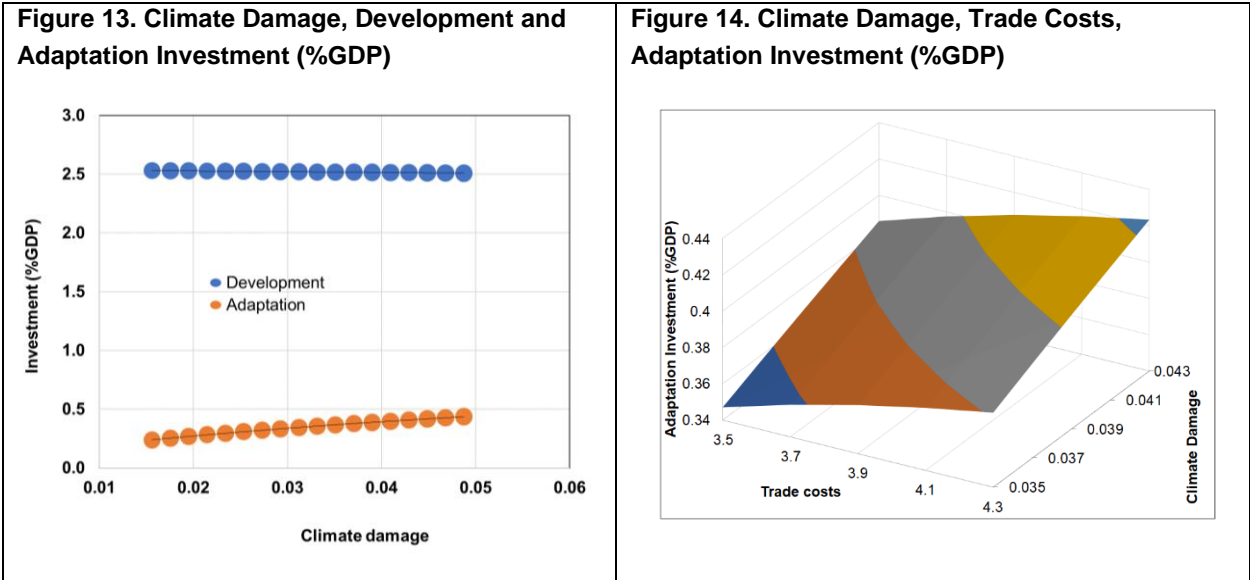 Figure 13. Climate Damage, Development and
Adaptation Investment (%GDP)
3.0
2.5
2.0
1.5
1.0
0.5
0.0
Investment (%GDP)
Development
Adaptation
0.01 0.02 0.03 0.04 0.05 0.06
Climate damage
Figure 14. Climate Damage, Trade Costs,
Adaptation Investment (%GDP)
0.44
0.42
0.4
0.38
0.36
0.34
Adaptation Investment (%GDP)
3.5
3.7
3.9
4.1
4.3
Trade costs
0.043
0.041
0.039
0.037
0.035
Climate Damage